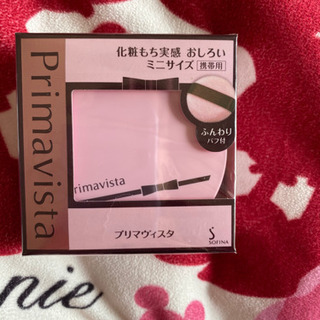 Primavista
化粧もち実感 おしろい
ミニサイズ 携帯用
ふんわり
パフ付
rimavista
プリマヴィスタ
S
SOFINA
nie